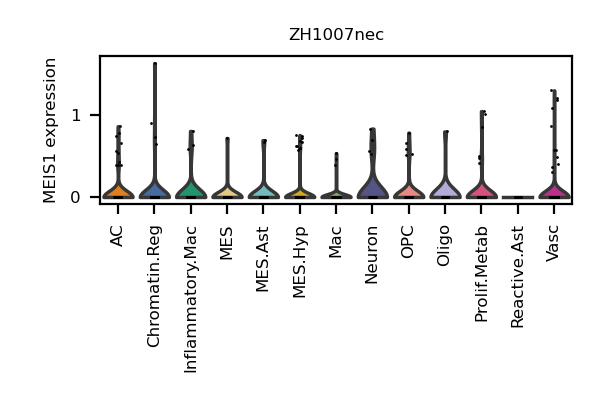 ZH1007nec
MEIS1 expression
1
0
AC
Chromatin.Reg
Inflammatory.Mac
MES
MES.Ast
MES.Hyp
Mac
Neuron
OPC
Oligo
Prolif.Metab
Reactive.Ast
Vasc